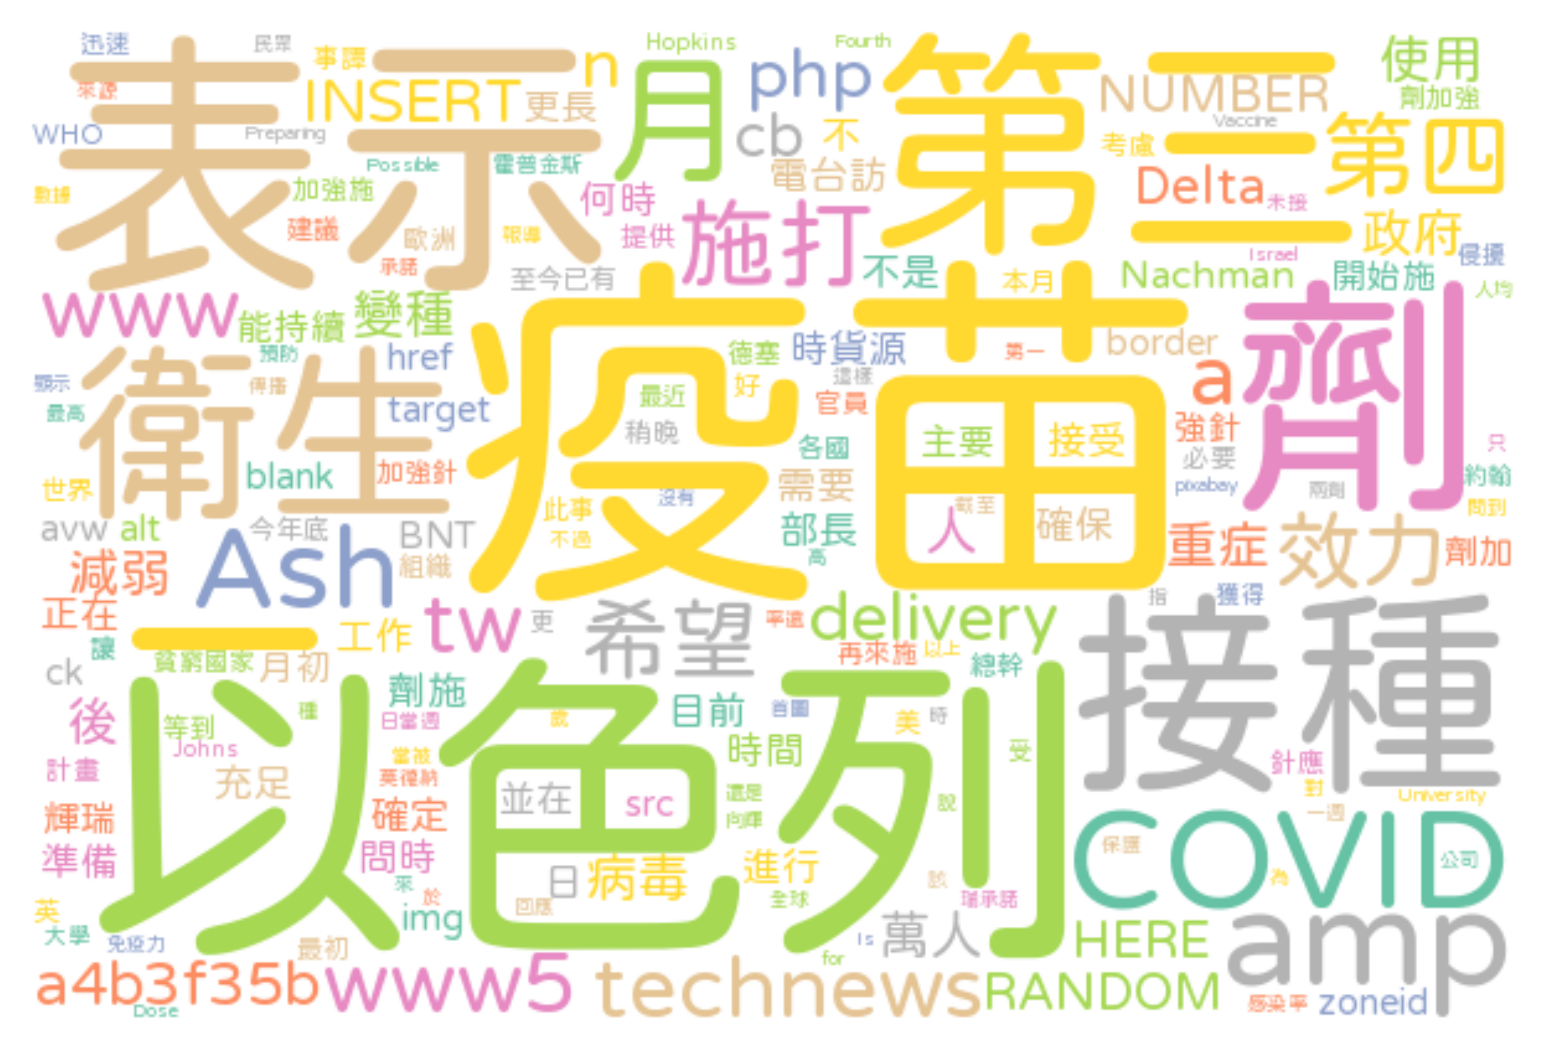 迅速
民眾
事譚
n
Hopkins
Fourth
使用
來源
INSERT
更長
月
php
第三
NUMBER
劑加強
WHO
Preparing
表示
Possible
霍普金斯
cb
不
Vaccine
考慮
第四
數據
加強施
何時
電台訪
Delta
未接
建議
歐洲
報導
提供
施打
不是
政府
承諾
至今已有
本月
Israel
侵擾
www
能持續
變種
Nachman
開始施
人均
預防
href
疫苗
德塞
時貨源
第一
border
顯示
傳播
最近
好
這樣
a
劑
最高
衛生
target
稍晚
官員
主要
接受
強針
只
blank
加強針
各國
必要
世界
需要
pixabay
兩劑
約翰
avw
alt
今年底
BNT
此事
沒有
部長
截至
人
確保
問到
減弱
Ash
組織
不過
高
重症
效力
劑加
正在
一
工作
tw
更
希望
率遠
delivery
指
獲得
讓
貧窮國家
月初
再來施
以上
總幹
接種
ck
劑施
後
等到
種
日當週
歲
目前
首圖
美
時
Johns
當被
時間
受
計畫
充足
莫德納
並在
src
還是
針應
對
University
輝瑞
以色列
確定
向輝
說
一週
準備
問時
日
病毒
進行
COVID
保護
公司
來
該
為
英
於
回應
全球
瑞承諾
大學
免疫力
最初
img
Is
萬人
HERE
amp
for
a4b3f35b
www5
technews
RANDOM
感染率
zoneid
Dose